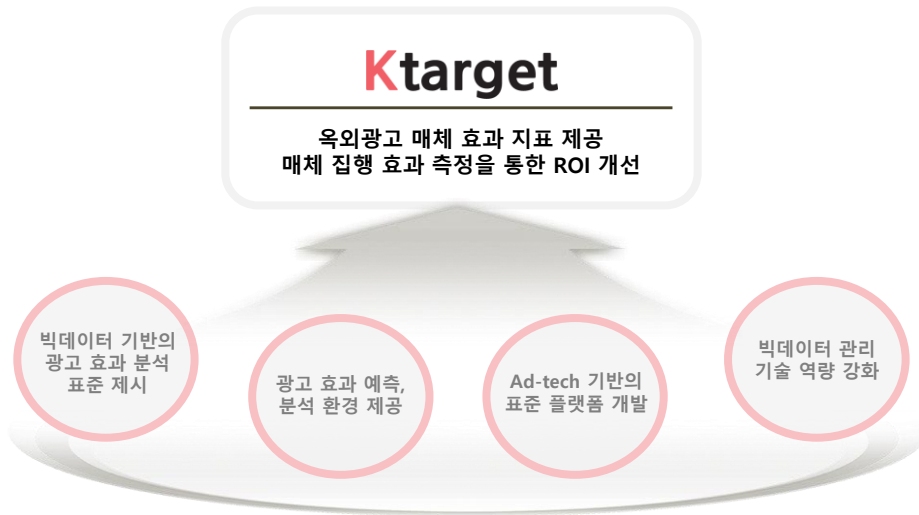 Ktarget
옥외광고 매체 효과 지표 제공
매체 집행 효과 측정을 통한 ROI 개선
빅데이터 기반의
광고 효과 분석
표준 제시
광고 효과 예측,
분석 환경 제공
Ad-tech 기반의
표준 플랫폼 개발
빅데이터 관리
기술 역량 강화